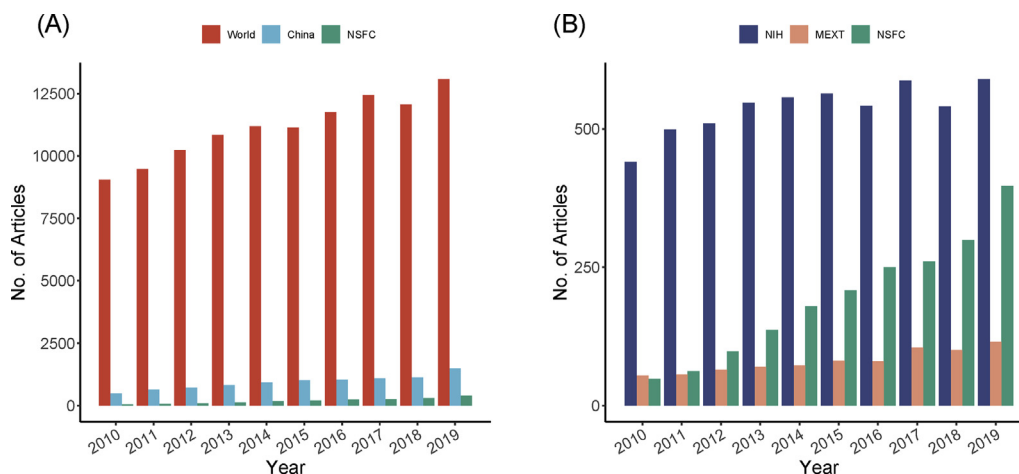 (A)
World China NSFC
No. of Articles
12500
10000
7500
5000
2500
0
2010 2011 2012 2013 2014 2015 2016 2017 2018 2019
Year
(B)
NIH MEXT NSFC
No. of Articles
500
250
0
2010 2011 2012 2013 2014 2015 2016 2017 2018 2019
Year